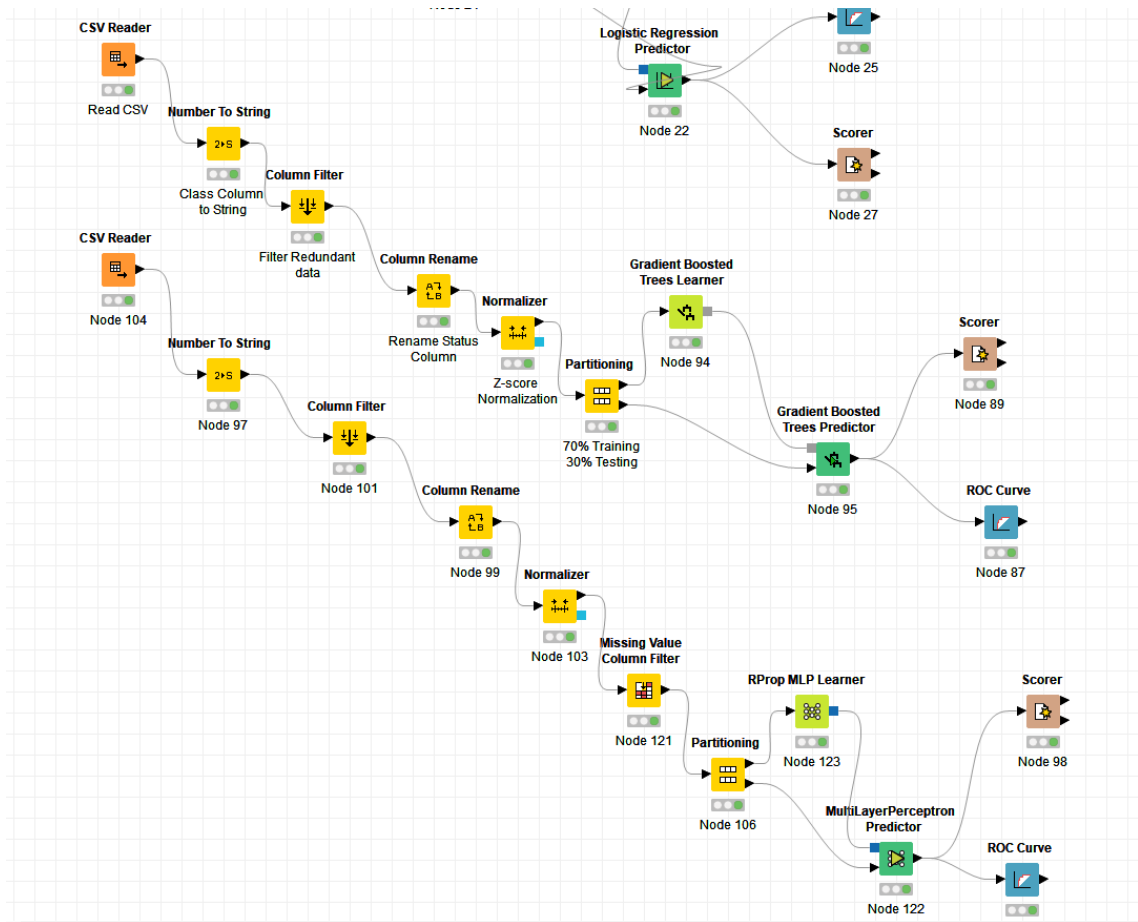 CSV Reader
Read CSV
Number To String
2▸S
Class Column
to String
Column Filter
Filter Redundant
data
Logistic Regression
Predictor
Node 22
Node 25
Scorer
Node 27
CSV Reader
Node 104
Number To String
2▸S
Node 97
Column Filter
Node 101
Column Rename
Rename Status
Column
Normalizer
Z-score
Normalization
Partitioning
70% Training
30% Testing
Gradient Boosted
Trees Learner
Node 94
Gradient Boosted
Trees Predictor
Node 95
Scorer
Node 89
ROC Curve
Node 87
Column Rename
Node 99
Normalizer
Node 103
Missing Value
Column Filter
Node 121
Partitioning
Node 106
RProp MLP Learner
Node 123
MultiLayerPerceptron
Predictor
Node 122
Scorer
Node 98
ROC Curve